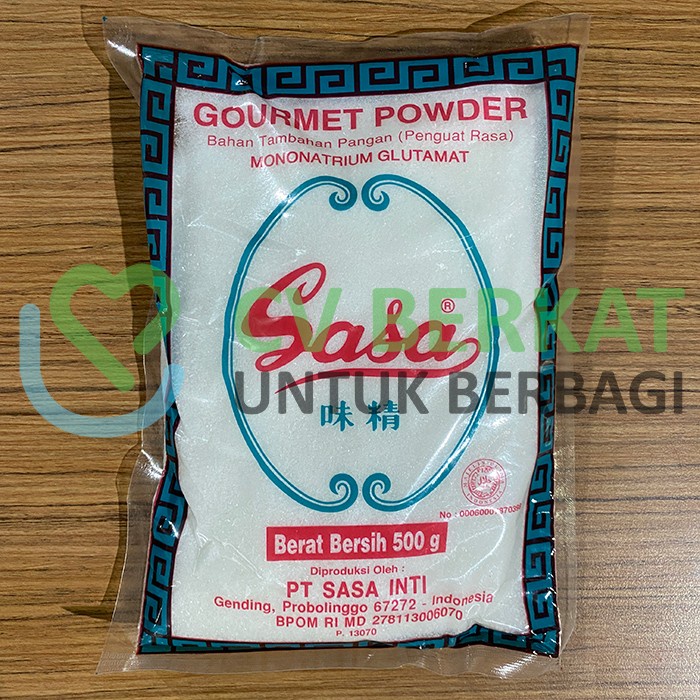 GOURMET POWDER
Bahan Tambahan Pangan (Penguat Rasa)
MONONATRIUM GLUTAMAT
Sasa ®
CV BERKAT
UNTUK BERBAGI
味精
No :
Berat Bersih 500 g
Diproduksi Oleh :
PT SASA INTI
Gending, Probolinggo 67272 - Indonesia
BPOM RI MD 278113006070
P. 13070